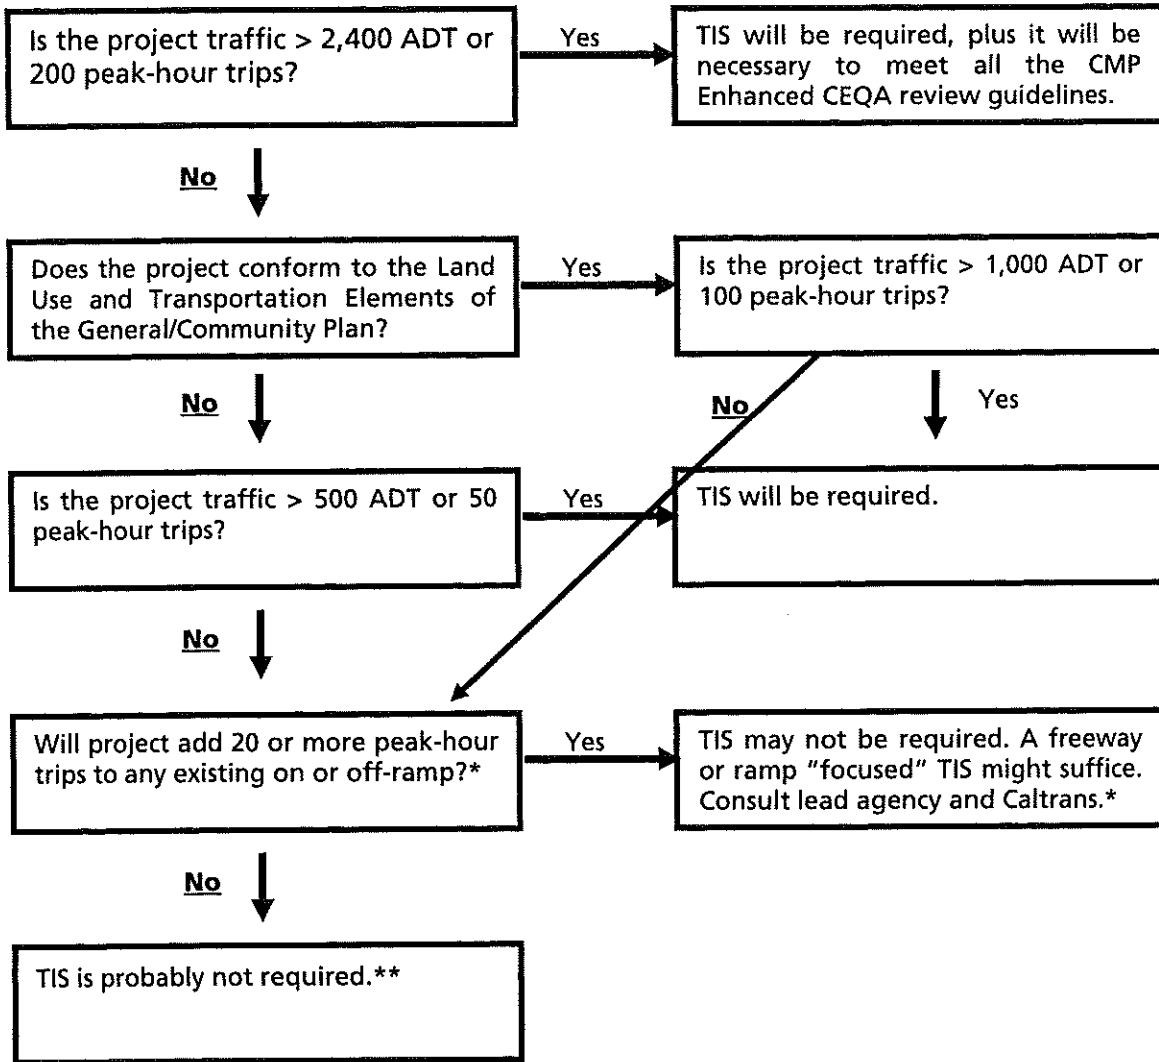 Is the project traffic > 2,400 ADT or
200 peak-hour trips?
Yes
TIS will be required, plus it will be
necessary to meet all the CMP
Enhanced CEQA review guidelines.
No
Does the project conform to the Land
Use and Transportation Elements of
the General/Community Plan?
Yes
Is the project traffic > 1,000 ADT or
100 peak-hour trips?
No
No
Yes
Is the project traffic > 500 ADT or 50
peak-hour trips?
Yes
TIS will be required.
No
Will project add 20 or more peak-hour
trips to any existing on or off-ramp?*
Yes
TIS may not be required. A freeway
or ramp "focused" TIS might suffice.
Consult lead agency and Caltrans.*
No
TIS is probably not required.**